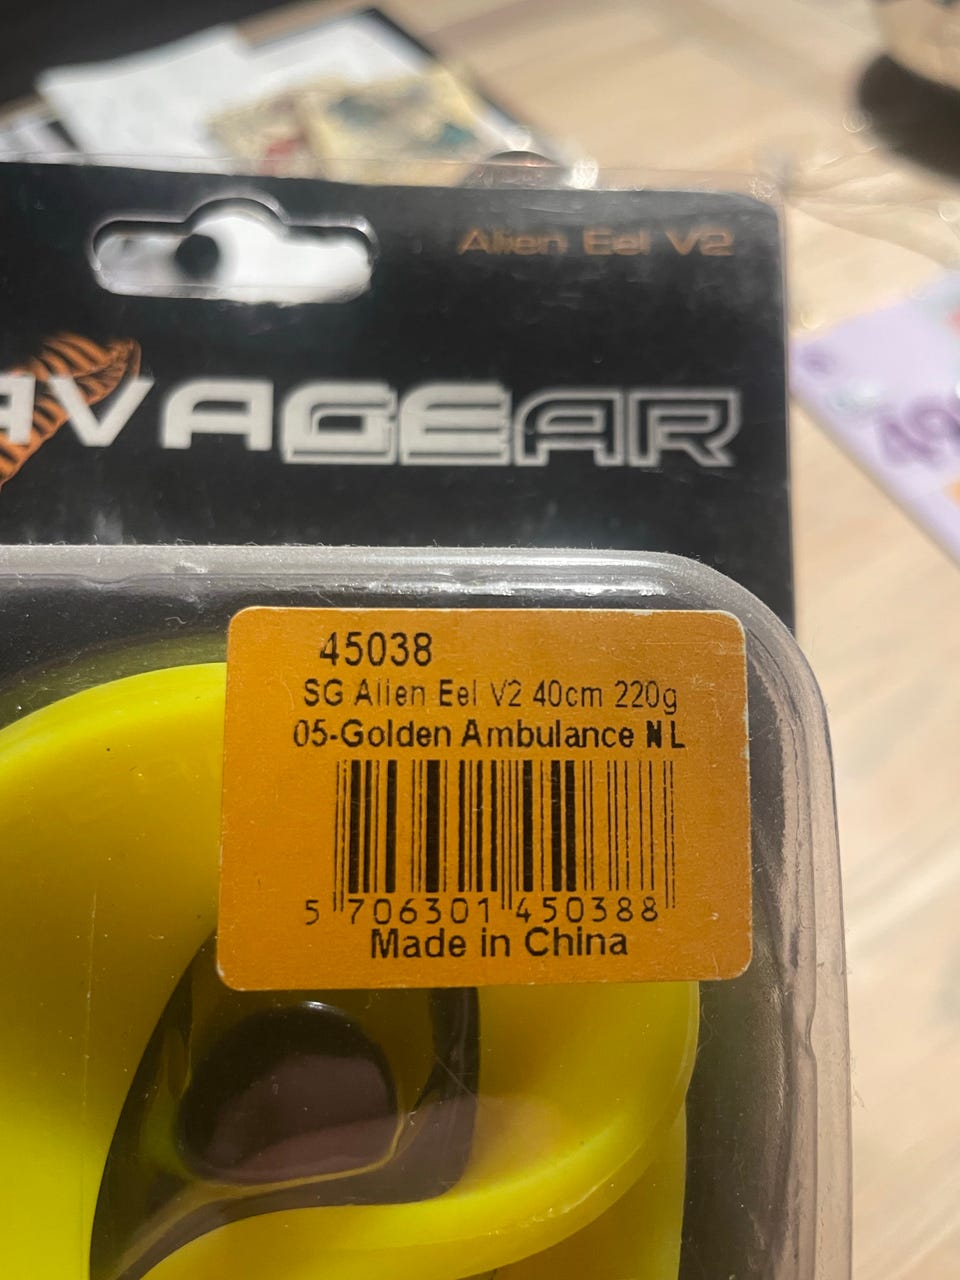 Alien Eel V2
AVAGEAR
45038
SG Alien Eel V2 40cm 220g
05-Golden Ambulance NL
5 706301 450388
Made in China
49